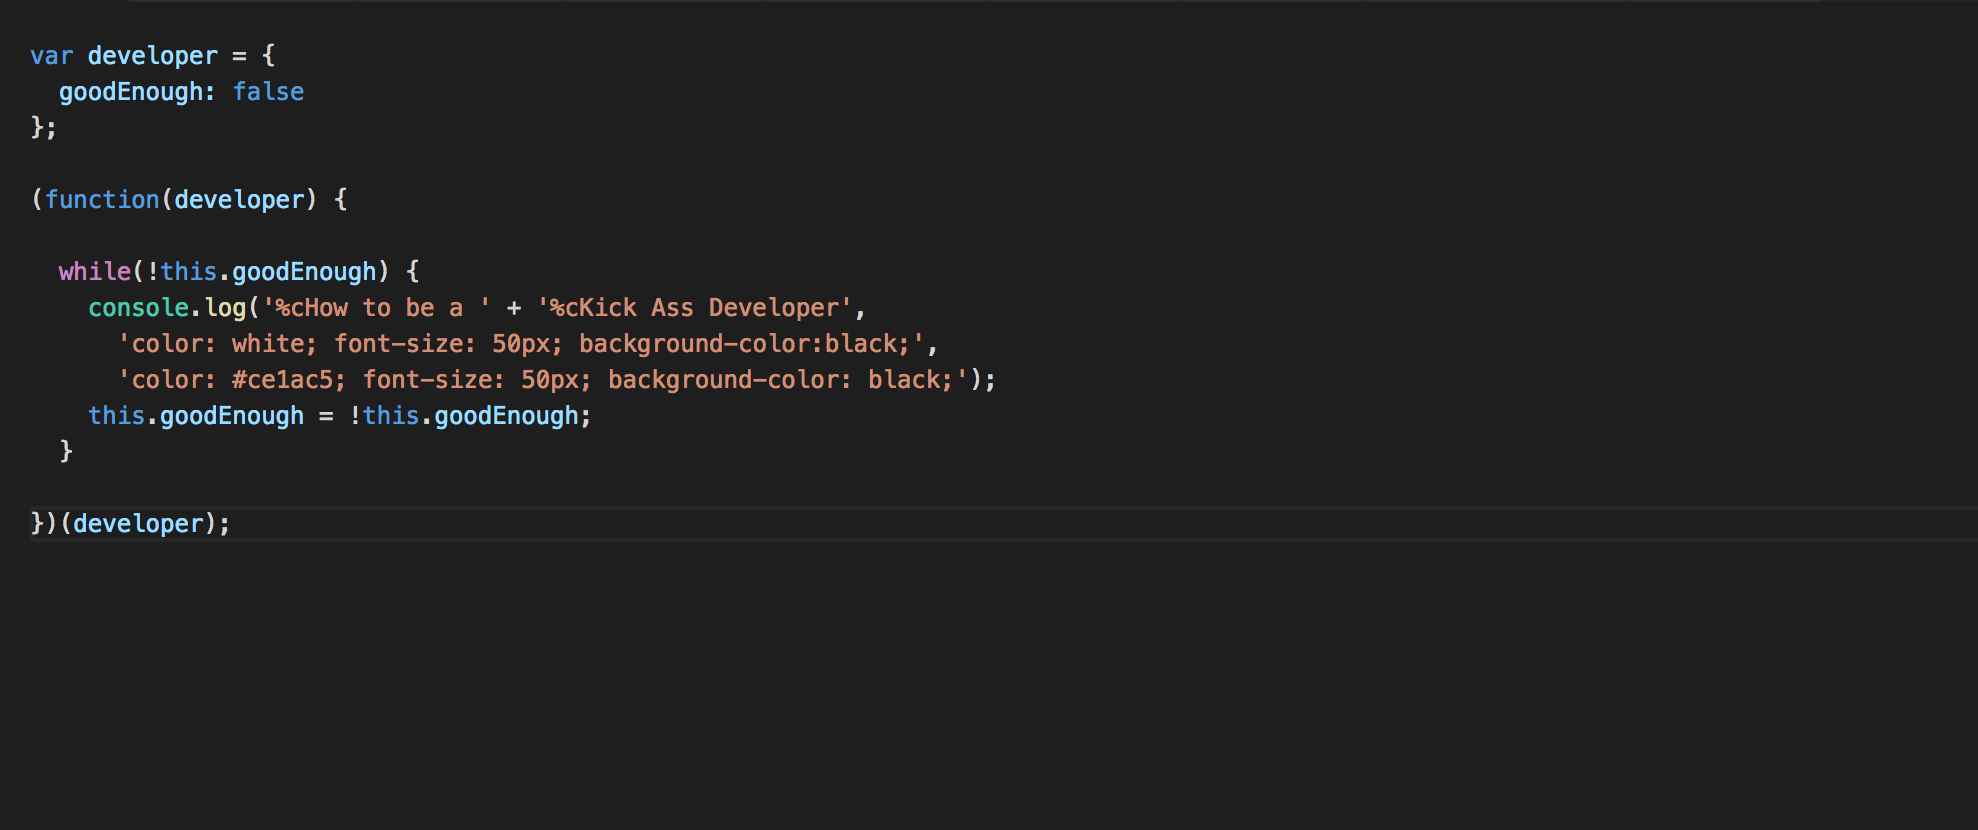 var developer = {
  goodEnough: false
};

(function(developer) {

  while(!this.goodEnough) {
    console.log('%cHow to be a ' + '%cKick Ass Developer',
      'color: white; font-size: 50px; background-color:black;',
      'color: #ce1ac5; font-size: 50px; background-color: black;');
    this.goodEnough = !this.goodEnough;
  }

})(developer);